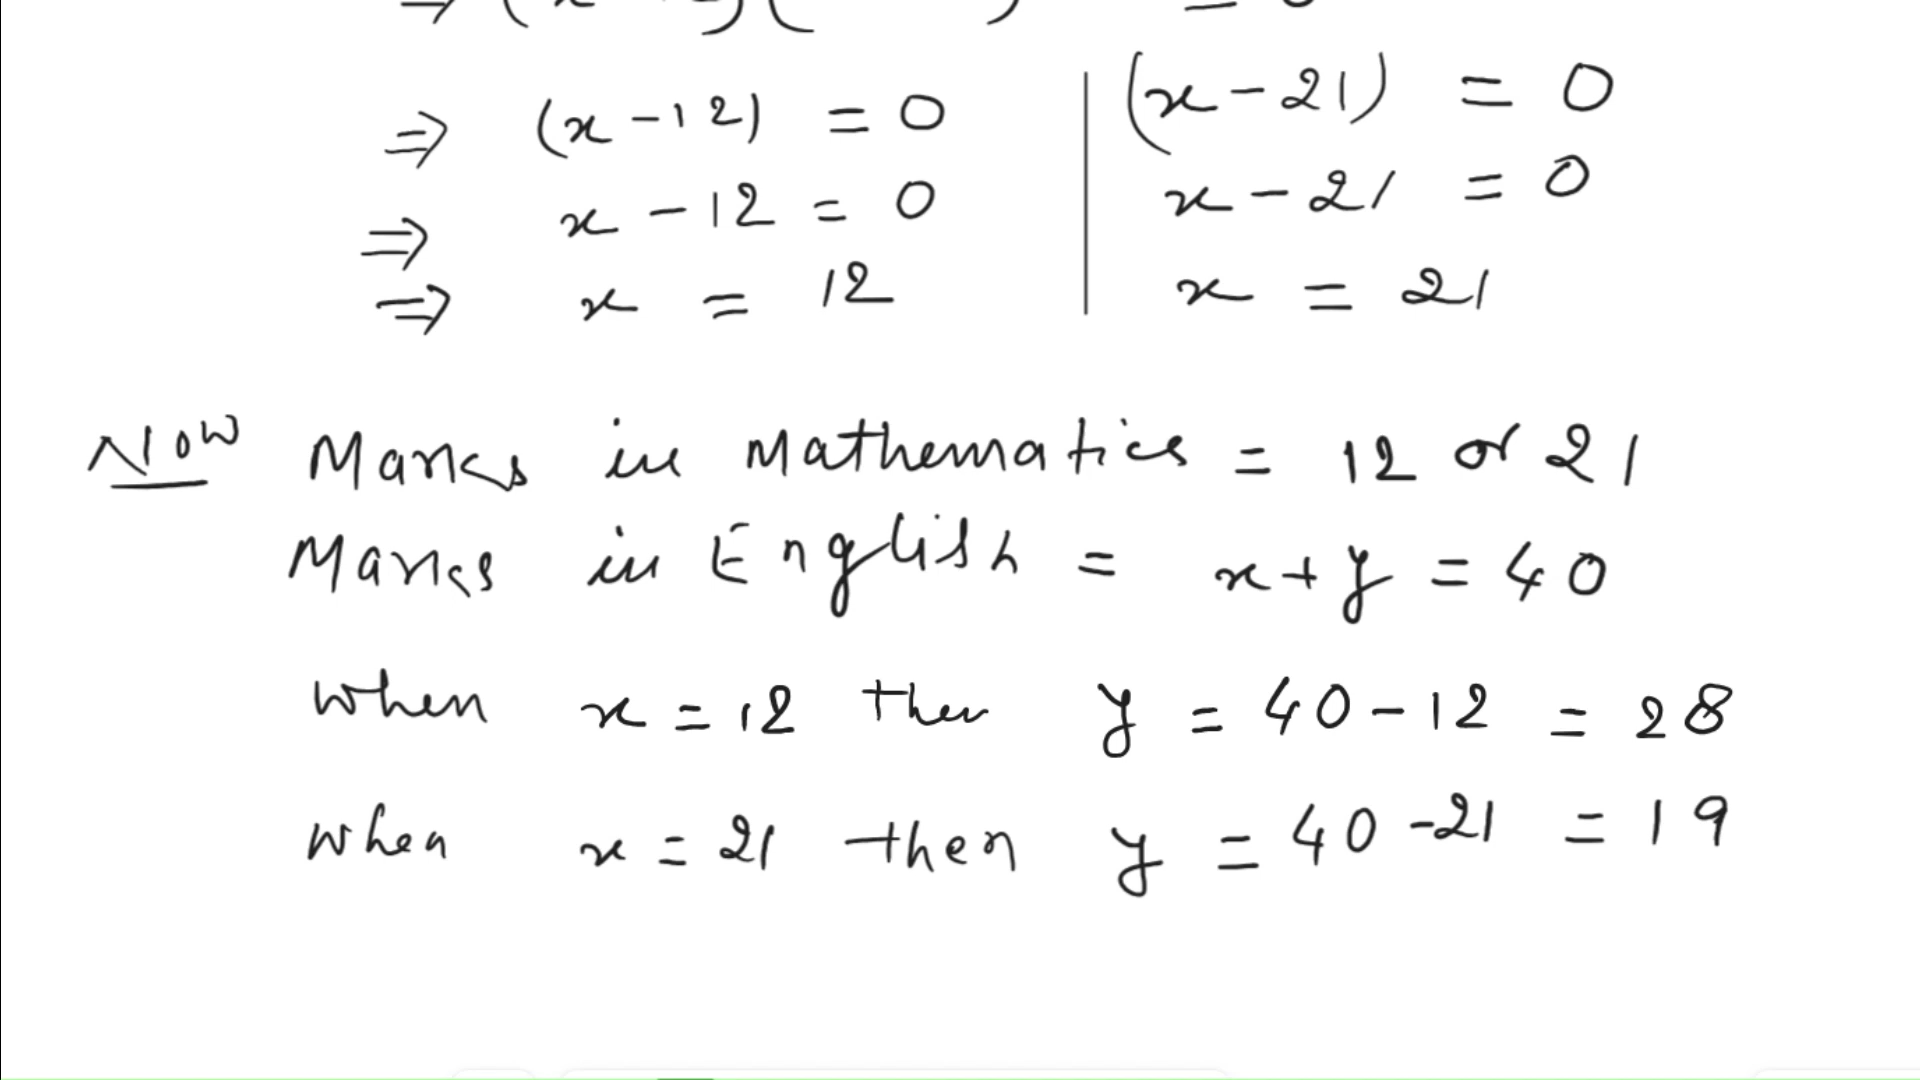 ⇒ (x-12) = 0 | (x-21) = 0
⇒ x-12 = 0 | x-21 = 0
⇒ x = 12 | x = 21
Now Marks in Mathematics = 12 or 21
Marks in English = x+y = 40
when x = 12 then y = 40-12 = 28
when x = 21 then y = 40-21 = 19